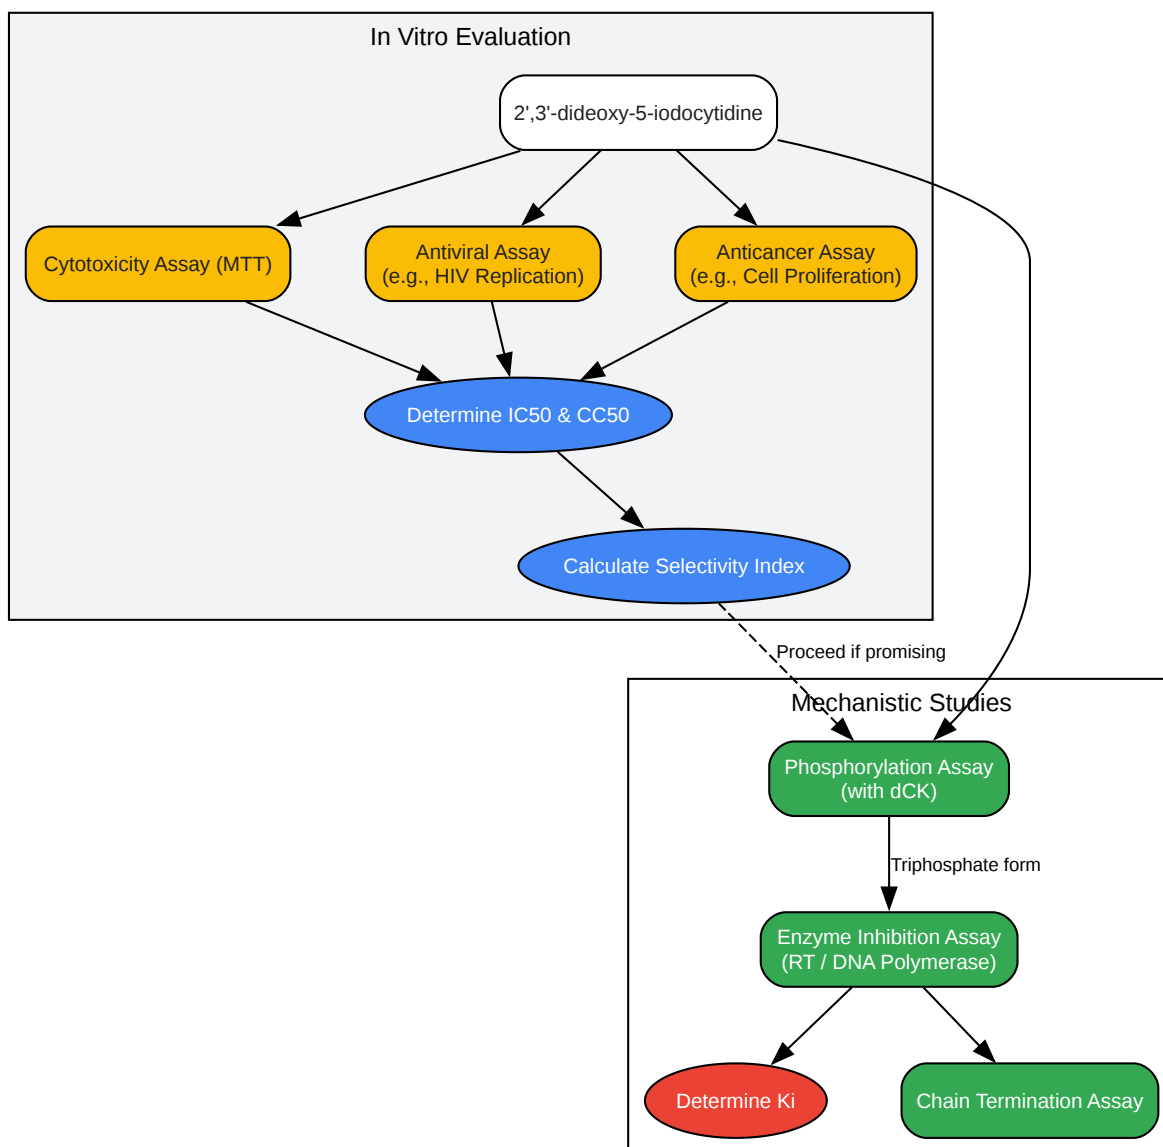 In Vitro Evaluation
2',3'-dideoxy-5-iodocytidine
Cytotoxicity Assay (MTT)
Antiviral Assay
(e.g., HIV Replication)
Anticancer Assay
(e.g., Cell Proliferation)
Determine IC50 & CC50
Calculate Selectivity Index
Proceed if promising
Mechanistic Studies
Phosphorylation Assay
(with dCK)
Triphosphate form
Enzyme Inhibition Assay
(RT / DNA Polymerase)
Determine Ki
Chain Termination Assay